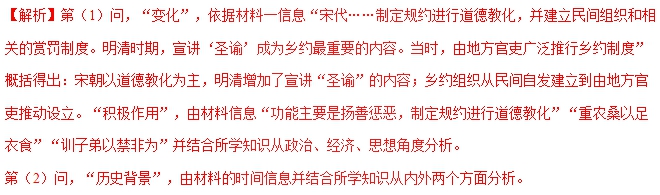 【解析】第（1）问，“变化”，依据材料一信息“宋代……制定规约进行道德教化，并建立民间组织和相
关的赏罚制度。明清时期，宣讲‘圣谕’成为乡约最重要的内容。当时，由地方官吏广泛推行乡约制度”
概括得出：宋朝以道德教化为主，明清增加了宣讲“圣谕”的内容；乡约组织从民间自发建立到由地方官
吏推动设立。“积极作用”，由材料信息“功能主要是扬善惩恶，制定规约进行道德教化”“重农桑以足
衣食”“训子弟以禁非为”并结合所学知识从政治、经济、思想角度分析。
第（2）问，“历史背景”，由材料的时间信息并结合所学知识从内外两个方面分析。